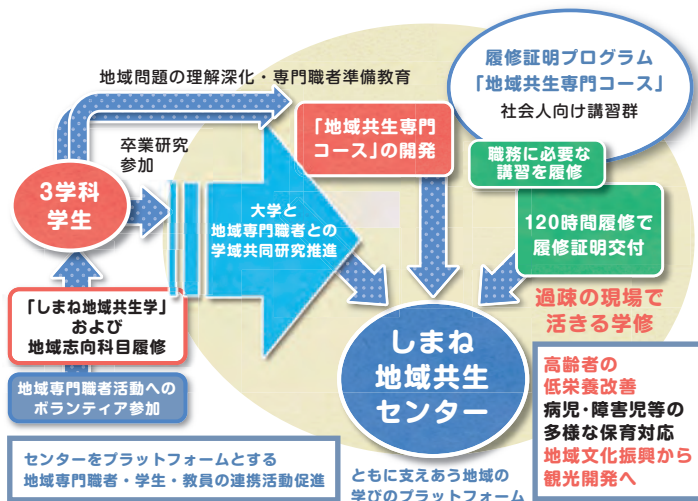 地域問題の理解深化・専門職者準備教育
履修証明プログラム
「地域共生専門コース」
社会人向け講習群
卒業研究
参加
「地域共生専門
コース」の開発
職務に必要な
講習を履修
3学科
学生
大学と
地域専門職者との
学域共同研究推進
120時間履修で
履修証明交付
「しまね地域共生学」
および
地域志向科目履修
過疎の現場で
活きる学修
しまね
地域共生
センター
地域専門職者活動への
ボランティア参加
高齢者の
低栄養改善
病児・障害児等の
多様な保育対応
地域文化振興から
観光開発へ
センターをプラットフォームとする
地域専門職者・学生・教員の連携活動促進
ともに支えあう地域の
学びのプラットフォーム